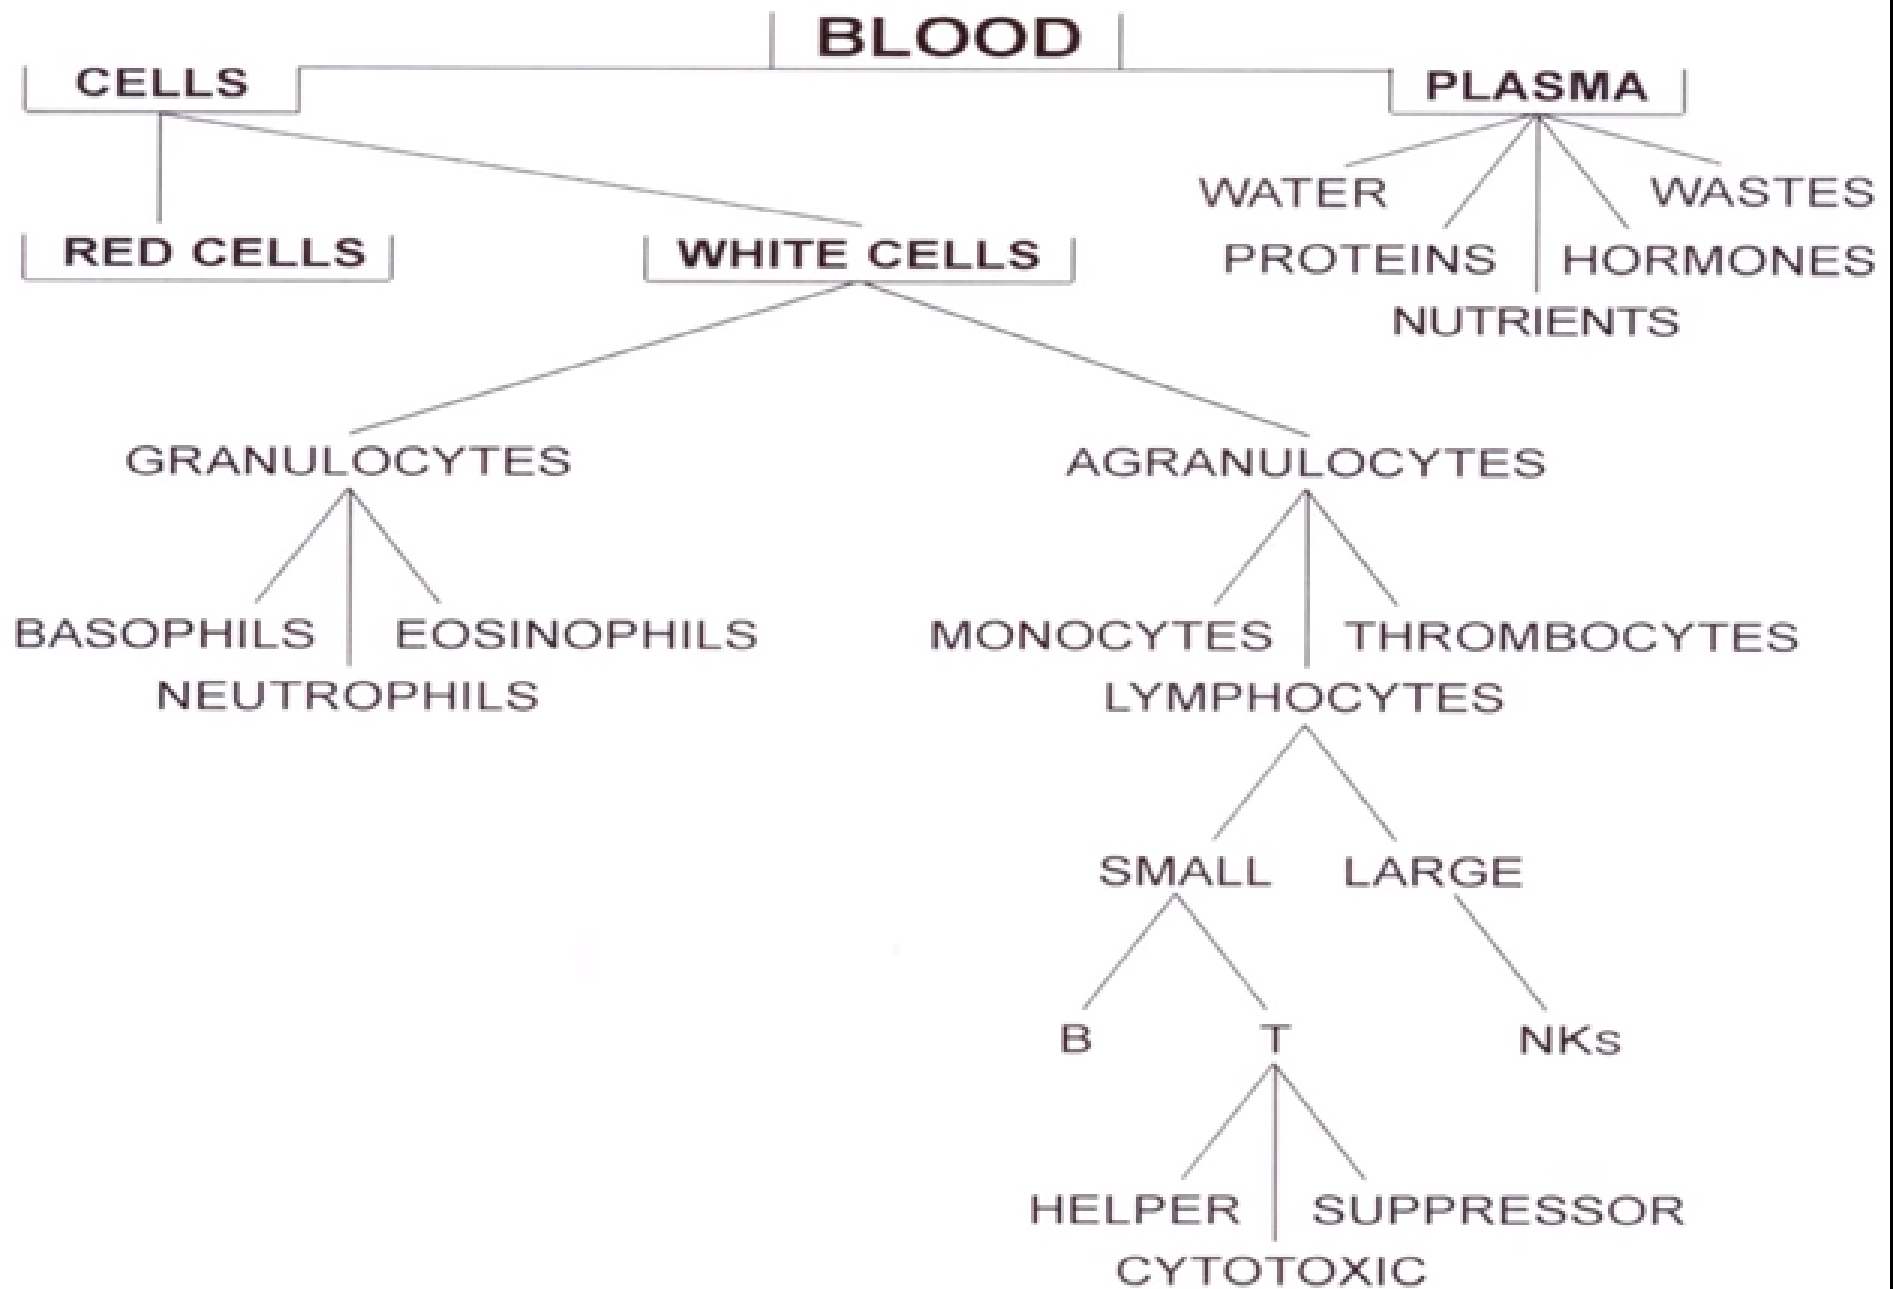 BLOOD
CELLS
PLASMA
WATER
WASTES
PROTEINS
HORMONES
NUTRIENTS
RED CELLS
WHITE CELLS
GRANULOCYTES
AGRANULOCYTES
BASOPHILS
EOSINOPHILS
NEUTROPHILS
MONOCYTES
THROMBOCYTES
LYMPHOCYTES
SMALL
LARGE
B
T
NKs
HELPER
SUPPRESSOR
CYTOTOXIC